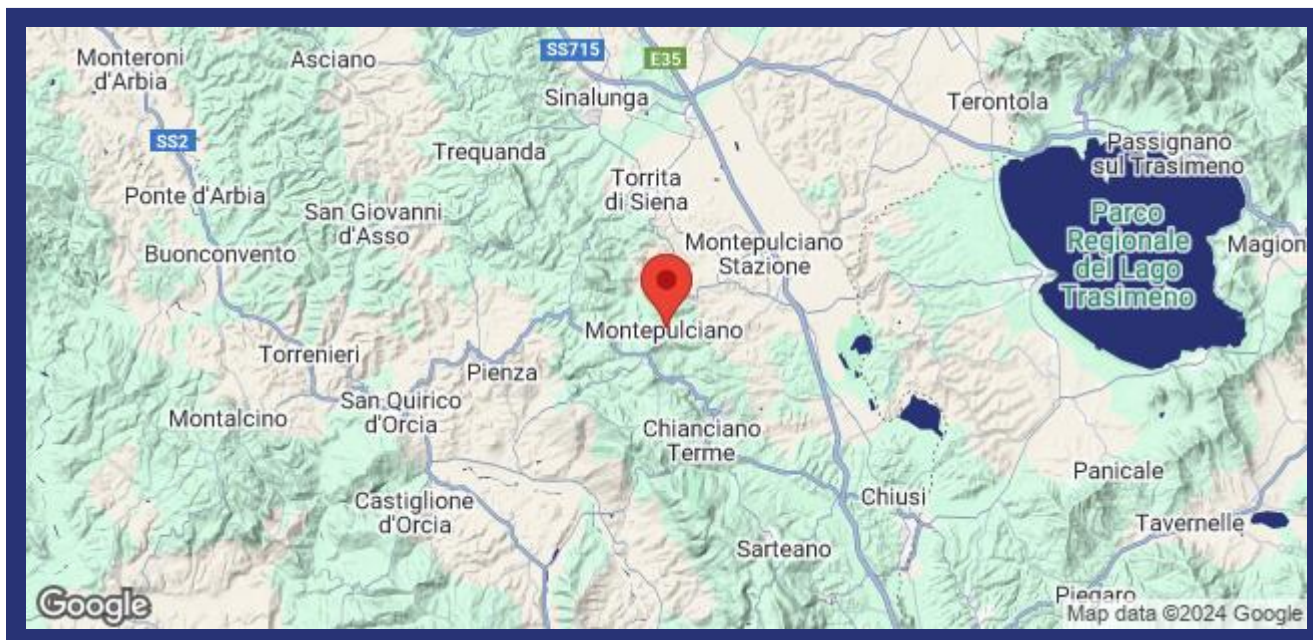 Monteroni
d'Arbia
Asciano
SS715
E35
Sinalunga
Terontola
SS2
Trequanda
Passignano
sul Trasimeno
Ponte d'Arbia
Torrita
di Siena
San Giovanni
d'Asso
Parco
Regionale
del Lago
Trasimeno
Buonconvento
Montepulciano
Stazione
Magion
Montepulciano
Torrenieri
Pienza
Montalcino
San Quirico
d'Orcia
Chianciano
Terme
Panicale
Castiglione
d'Orcia
Chiusi
Tavernelle
Sarteano
Piegaro
Google
Map data ©2024 Google